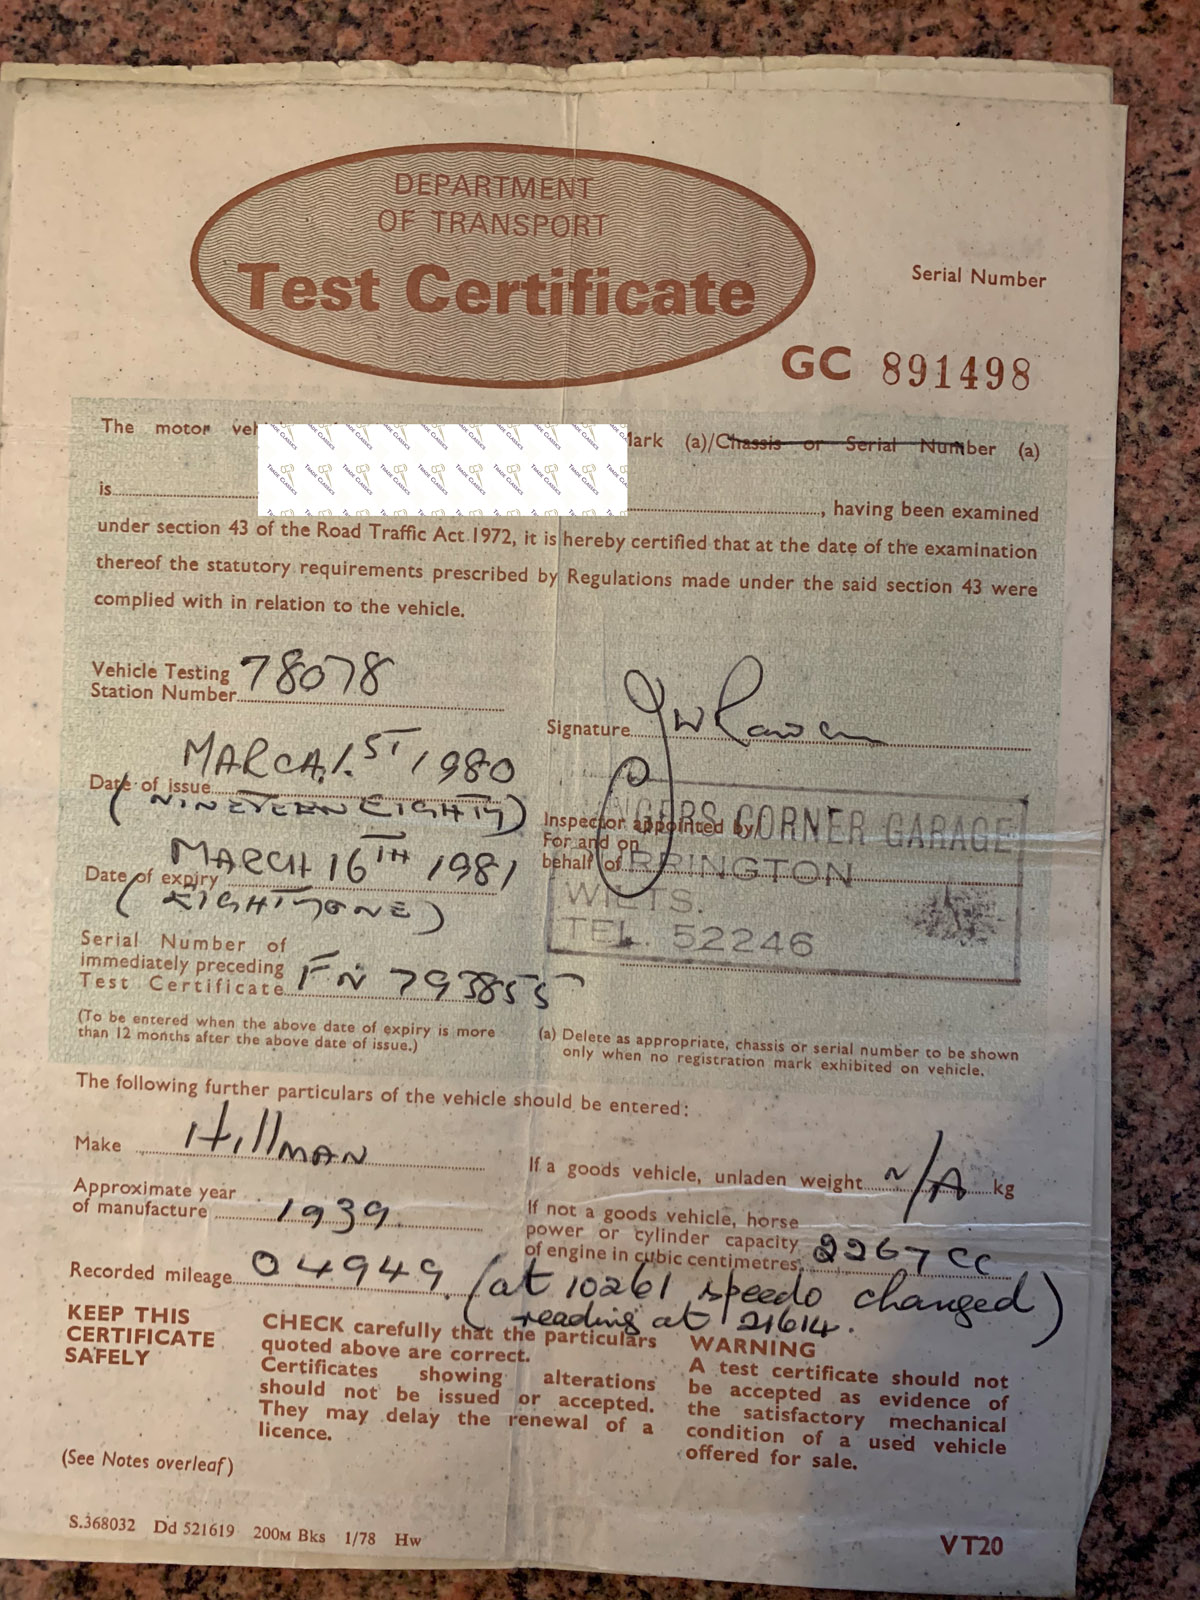 DEPARTMENT
OF TRANSPORT
Test Certificate
Serial Number
GC 891498
The motor Mark (a)/Chassis or Serial Number (a)
is , having been examined
under section 43 of the Road Traffic Act 1972, it is hereby certified that at the date of the examination
thereof the statutory requirements prescribed by Regulations made under the said section 43 were
complied with in relation to the vehicle.
Vehicle Testing
Station Number 78078
Signature
MARCH 1ST 1980
Date of issue
(NINETEEN EIGHTY)
MARCH 16TH 1981
Date of expiry
(EIGHTYONE)
Inspector appointed by
For and on
behalf of
CORNER GARAGE
WILTS.
TEL. 52246
Serial Number of
immediately preceding
Test Certificate FN 793855
(To be entered when the above date of expiry is more
than 12 months after the above date of issue.)
(a) Delete as appropriate, chassis or serial number to be shown
only when no registration mark exhibited on vehicle.
The following further particulars of the vehicle should be entered:
Make Hillman
If a goods vehicle, unladen weight N/A kg
Approximate year
of manufacture 1939
If not a goods vehicle, horse
power or cylinder capacity
of engine in cubic centimetres 2267 cc
Recorded mileage 04949 (at 10261 speedo changed
reading at 21614.)
KEEP THIS
CERTIFICATE
SAFELY
CHECK carefully that the particulars
quoted above are correct.
Certificates showing alterations
should not be issued or accepted.
They may delay the renewal of a
licence.
WARNING
A test certificate should not
be accepted as evidence of
the satisfactory mechanical
condition of a used vehicle
offered for sale.
(See Notes overleaf)
S.368032 Dd 521619 200M Bks 1/78 Hw
VT20